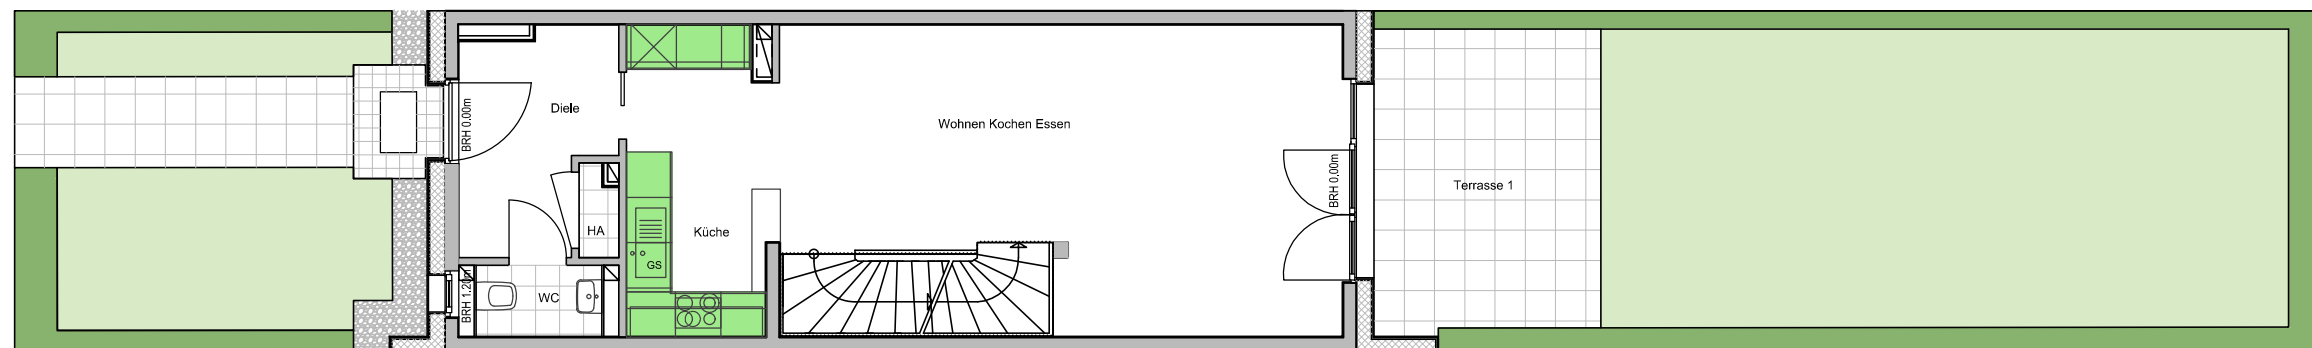 BRH 0.00m
Diele
Wohnen Kochen Essen
BRH 0.00m
Terrasse 1
HA
Küche
GS
BRH 1.20m
WC